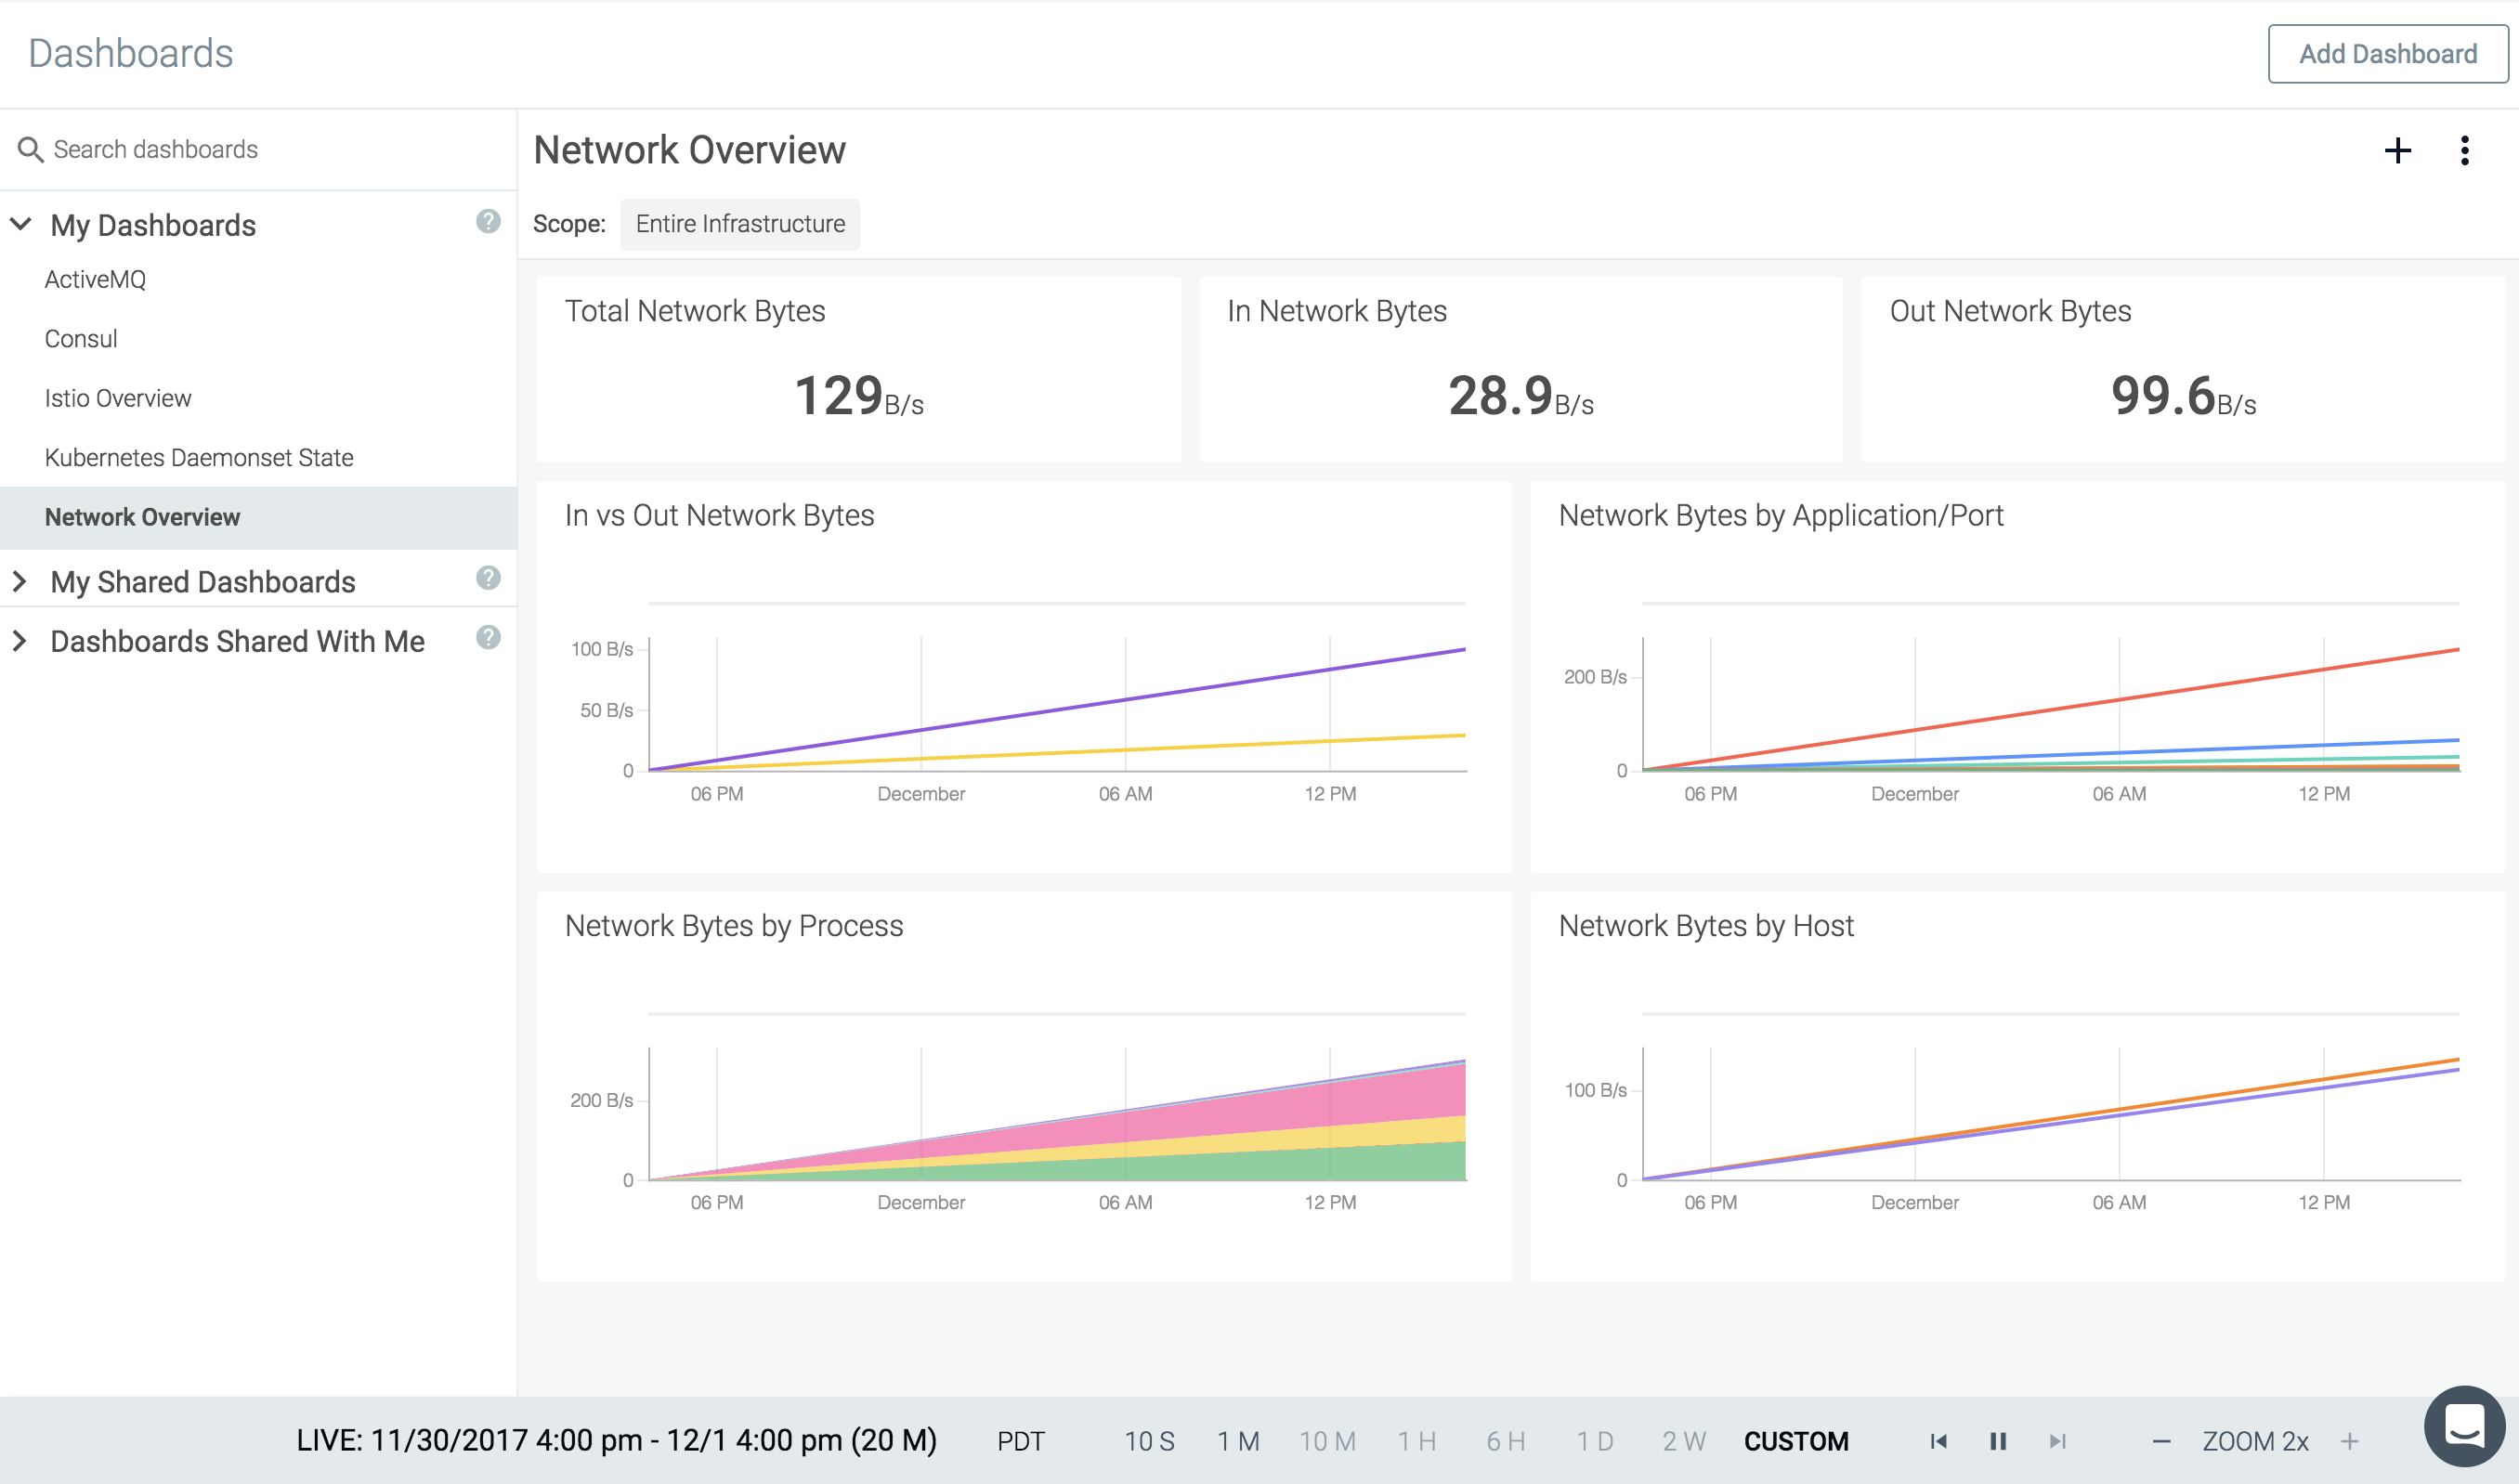 Dashboards
Add Dashboard
Search dashboards
My Dashboards
ActiveMQ
Consul
Istio Overview
Kubernetes Daemonset State
Network Overview
My Shared Dashboards
Dashboards Shared With Me
Network Overview
Scope: Entire Infrastructure
Total Network Bytes
129B/s
In Network Bytes
28.9B/s
Out Network Bytes
99.6B/s
In vs Out Network Bytes
100 B/s
50 B/s
0
06 PM December 06 AM 12 PM
Network Bytes by Application/Port
200 B/s
0
06 PM December 06 AM 12 PM
Network Bytes by Process
200 B/s
0
06 PM December 06 AM 12 PM
Network Bytes by Host
100 B/s
0
06 PM December 06 AM 12 PM
LIVE: 11/30/2017 4:00 pm - 12/1 4:00 pm (20 M) PDT 10 S 1 M 10 M 1 H 6 H 1 D 2 W CUSTOM ZOOM 2x